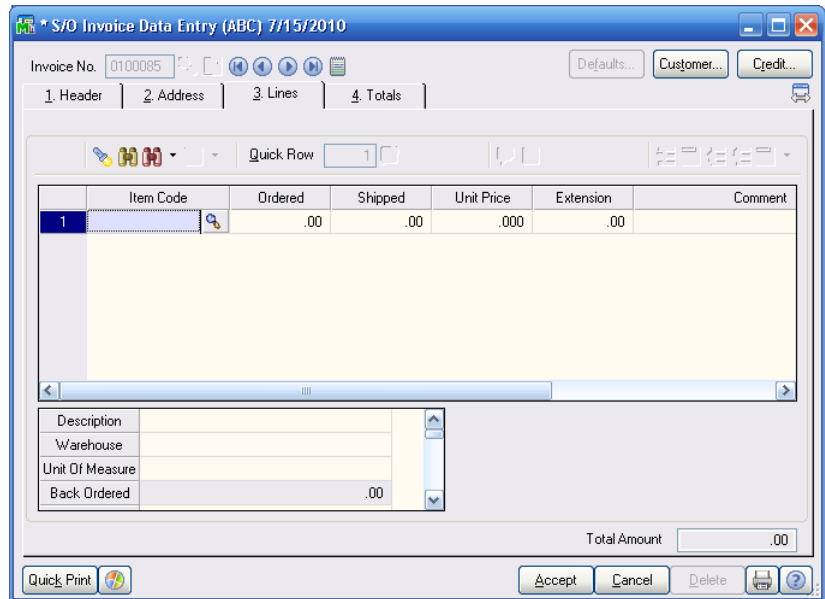 * S/O Invoice Data Entry (ABC) 7/15/2010
Invoice No. 0100085 Defaults... Customer... Credit...
1. Header 2. Address 3. Lines 4. Totals
Quick Row 1
Item Code Ordered Shipped Unit Price Extension Comment
1 .00 .00 .000 .00
Description
Warehouse
Unit Of Measure
Back Ordered .00
Total Amount .00
Quick Print Accept Cancel Delete